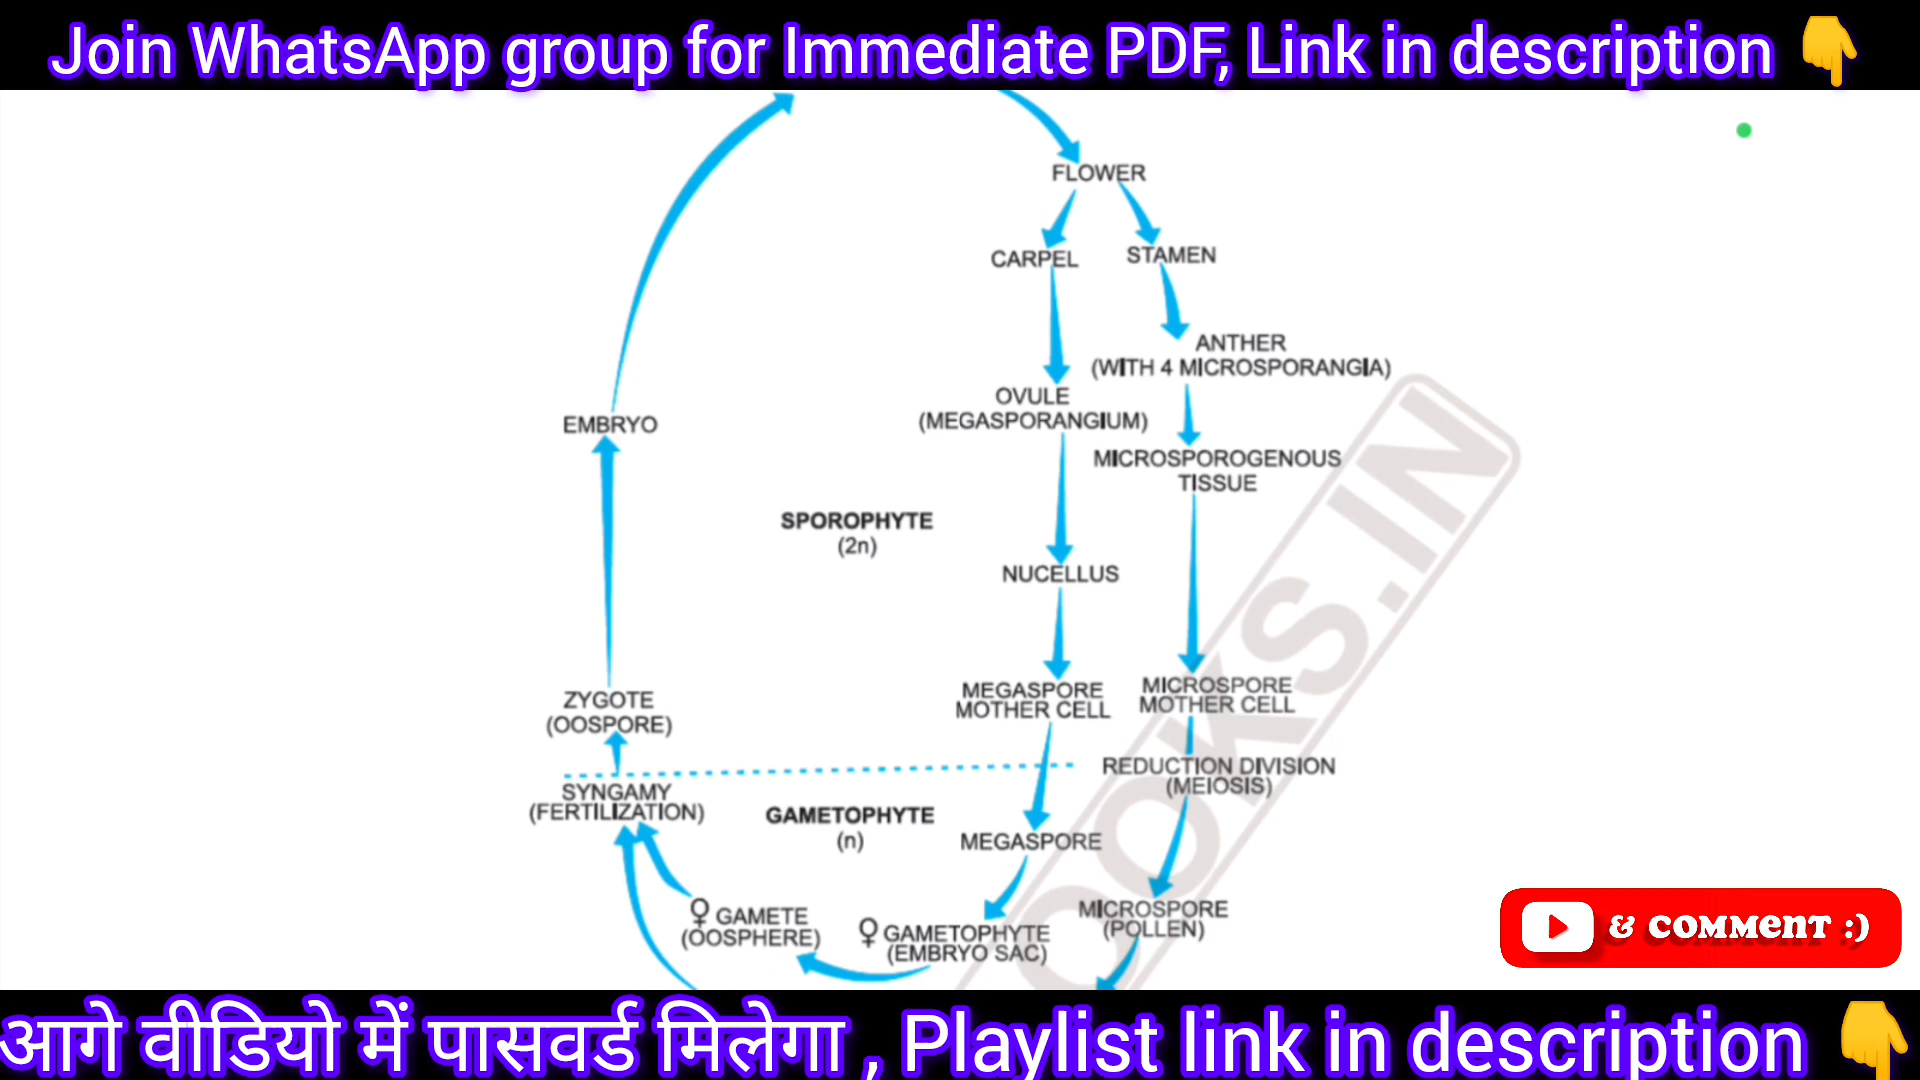 Join WhatsApp group for Immediate PDF, Link in description 👇
FLOWER
CARPEL
STAMEN
ANTHER
(WITH 4 MICROSPORANGIA)
OVULE
(MEGASPORANGIUM)
EMBRYO
MICROSPOROGENOUS
TISSUE
SPOROPHYTE
(2n)
NUCELLUS
MEGASPORE
MOTHER CELL
MICROSPORE
MOTHER CELL
ZYGOTE
(OOSPORE)
REDUCTION DIVISION
(MEIOSIS)
SYNGAMY
(FERTILIZATION)
GAMETOPHYTE
(n)
MEGASPORE
♀ GAMETE
(OOSPHERE)
♀ GAMETOPHYTE
(EMBRYO SAC)
MICROSPORE
(POLLEN)
OOKS.IN
& COMMENT :)
आगे वीडियो में पासवर्ड मिलेगा , Playlist link in description 👇